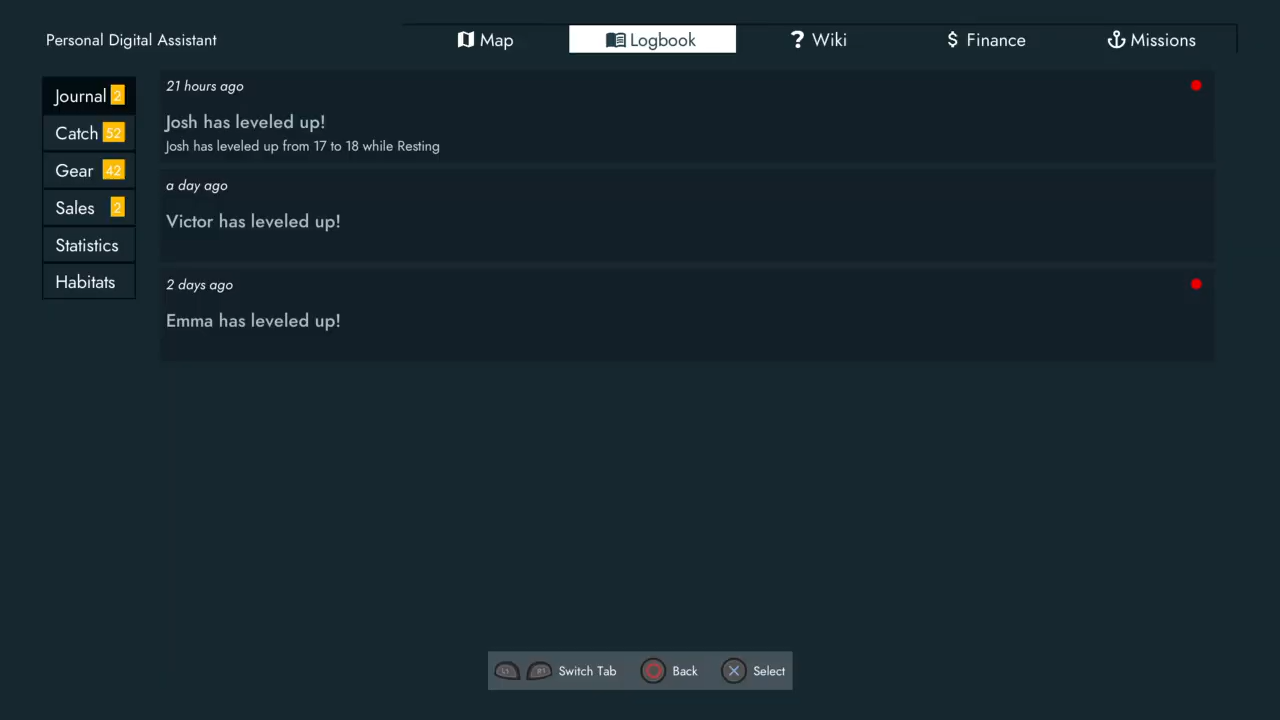 Personal Digital Assistant
Map
Logbook
? Wiki
$ Finance
Missions
Journal 2
Catch 52
Gear 42
Sales 2
Statistics
Habitats
21 hours ago
Josh has leveled up!
Josh has leveled up from 17 to 18 while Resting
a day ago
Victor has leveled up!
2 days ago
Emma has leveled up!
L1 R1 Switch Tab Back Select